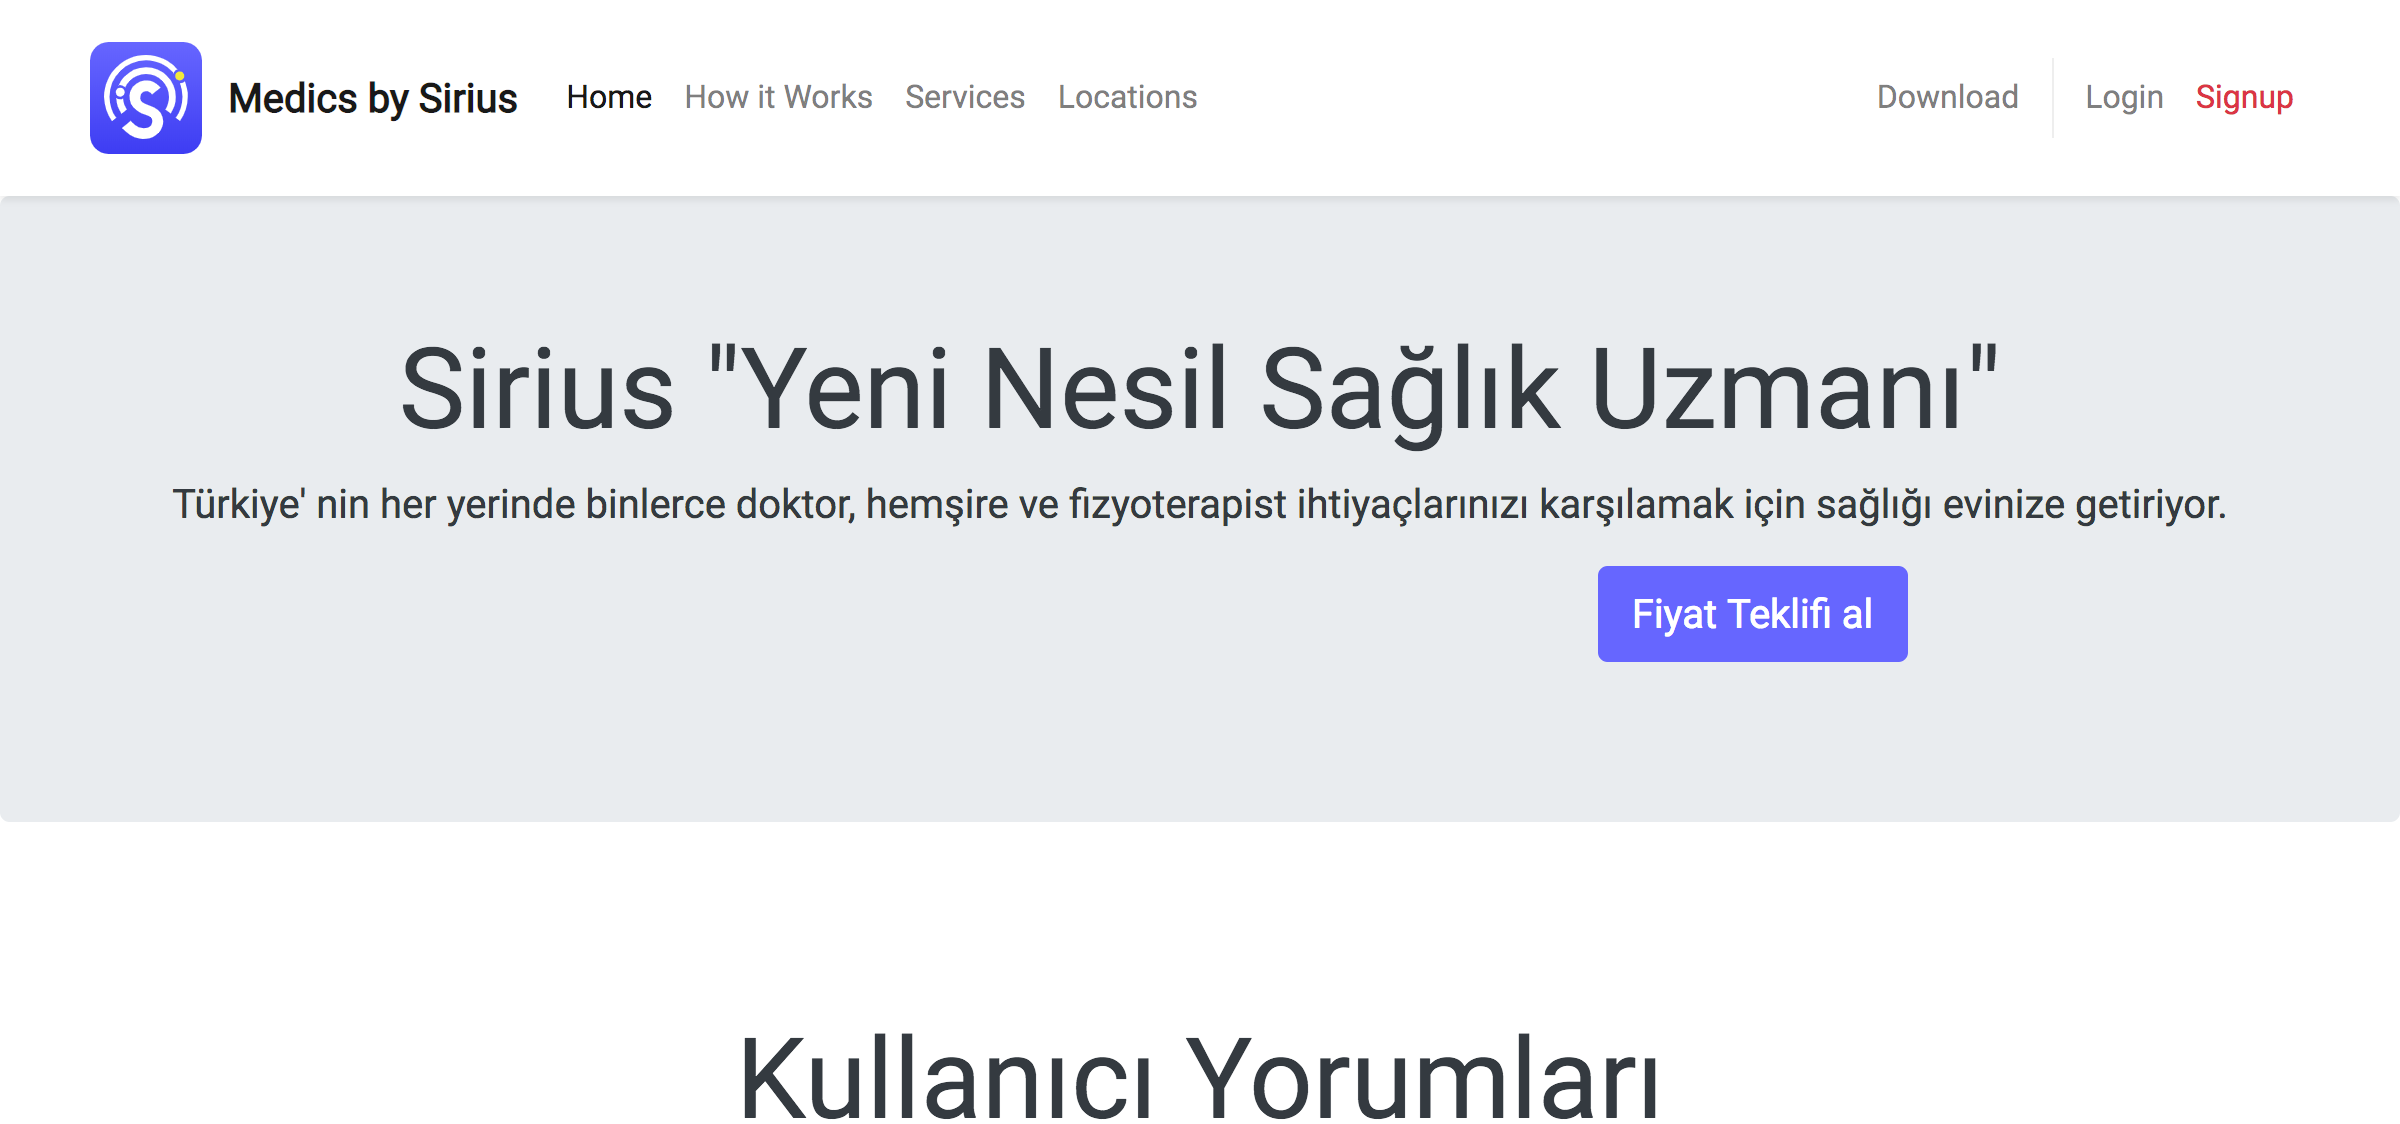 Medics by Sirius Home How it Works Services Locations Download Login Signup
Sirius "Yeni Nesil Sağlık Uzmanı"
Türkiye' nin her yerinde binlerce doktor, hemşire ve fizyoterapist ihtiyaçlarınızı karşılamak için sağlığı evinize getiriyor.
Fiyat Teklifi al
Kullanıcı Yorumları